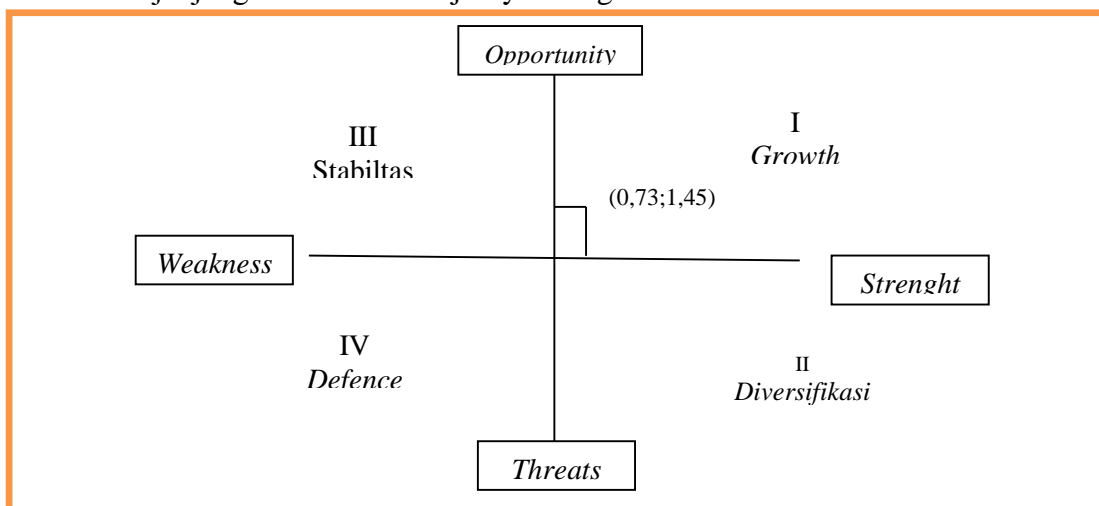 Opportunity
I
Growth
III
Stabiltas
(0,73;1,45)
Weakness
Strenght
IV
Defence
II
Diversifikasi
Threats